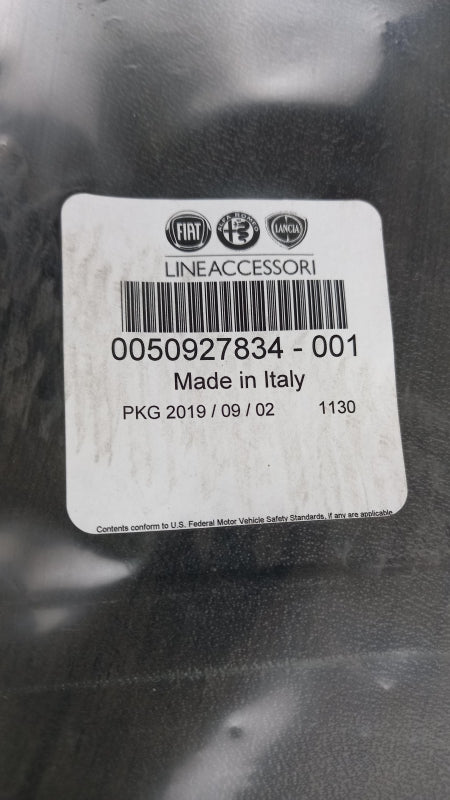 FIAT ALFA ROMEO LANCIA
LINEACCESSORI
0050927834 - 001
Made in Italy
PKG 2019 / 09 / 02 1130
Contents conform to U.S. Federal Motor Vehicle Safety Standards, if any are applicable